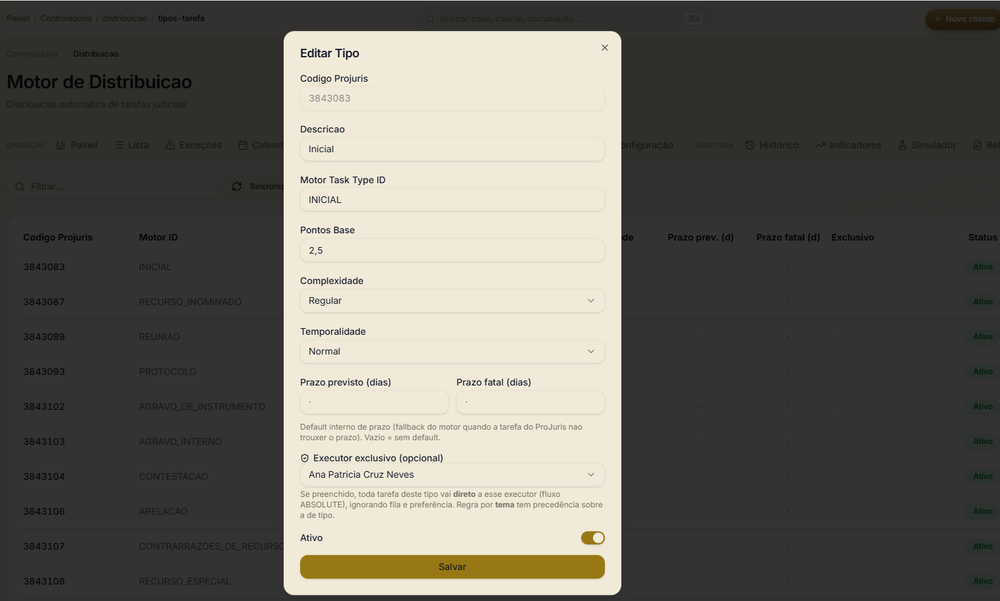 Painel / Controladoria / distribuicao / tipos-tarefa
Buscar caso, cliente, documento...
⌘K
+ Novo cliente
Controladoria › Distribuicao
Motor de Distribuicao
Distribuicao automatica de tarefas judiciais
OPERAÇÃO Painel Lista Exceções Calend
onfiguração AUDITORIA Histórico Indicadores Simulador Rel
Filtrar...
Sincroniz
Codigo Projuris Motor ID de Prazo prev. (d) Prazo fatal (d) Exclusivo Status
3843083 INICIAL - - - Ativo
3843087 RECURSO_INOMINADO - - - Ativo
3843089 REUNIAO - - - Ativo
3843093 PROTOCOLO - - - Ativo
3843102 AGRAVO_DE_INSTRUMENTO - - - Ativo
3843103 AGRAVO_INTERNO - - - Ativo
3843104 CONTESTACAO - - - Ativo
3843106 APELACAO - - - Ativo
3843107 CONTRARRAZOES_DE_RECURSO - - - Ativo
3843108 RECURSO_ESPECIAL - - - Ativo
Editar Tipo
Codigo Projuris
3843083
Descricao
Inicial
Motor Task Type ID
INICIAL
Pontos Base
2,5
Complexidade
Regular
Temporalidade
Normal
Prazo previsto (dias) Prazo fatal (dias)
- -
Default interno de prazo (fallback do motor quando a tarefa do ProJuris nao
trouxer o prazo). Vazio = sem default.
Executor exclusivo (opcional)
Ana Patricia Cruz Neves
Se preenchido, toda tarefa deste tipo vai direto a esse executor (fluxo
ABSOLUTE), ignorando fila e preferência. Regra por tema tem precedência sobre
a de tipo.
Ativo
Salvar